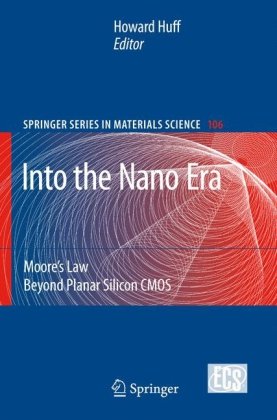 Howard Huff
Editor
SPRINGER SERIES IN MATERIALS SCIENCE 106
Into the Nano Era
Moore's Law
Beyond Planar Silicon CMOS
Springer
ECS